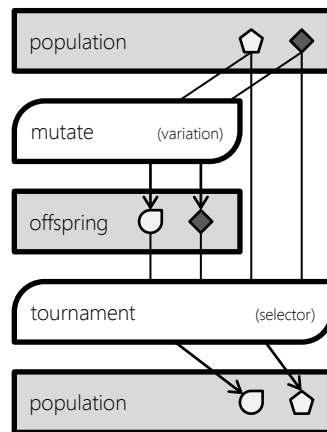 population
mutate (variation)
offspring
tournament (selector)
population